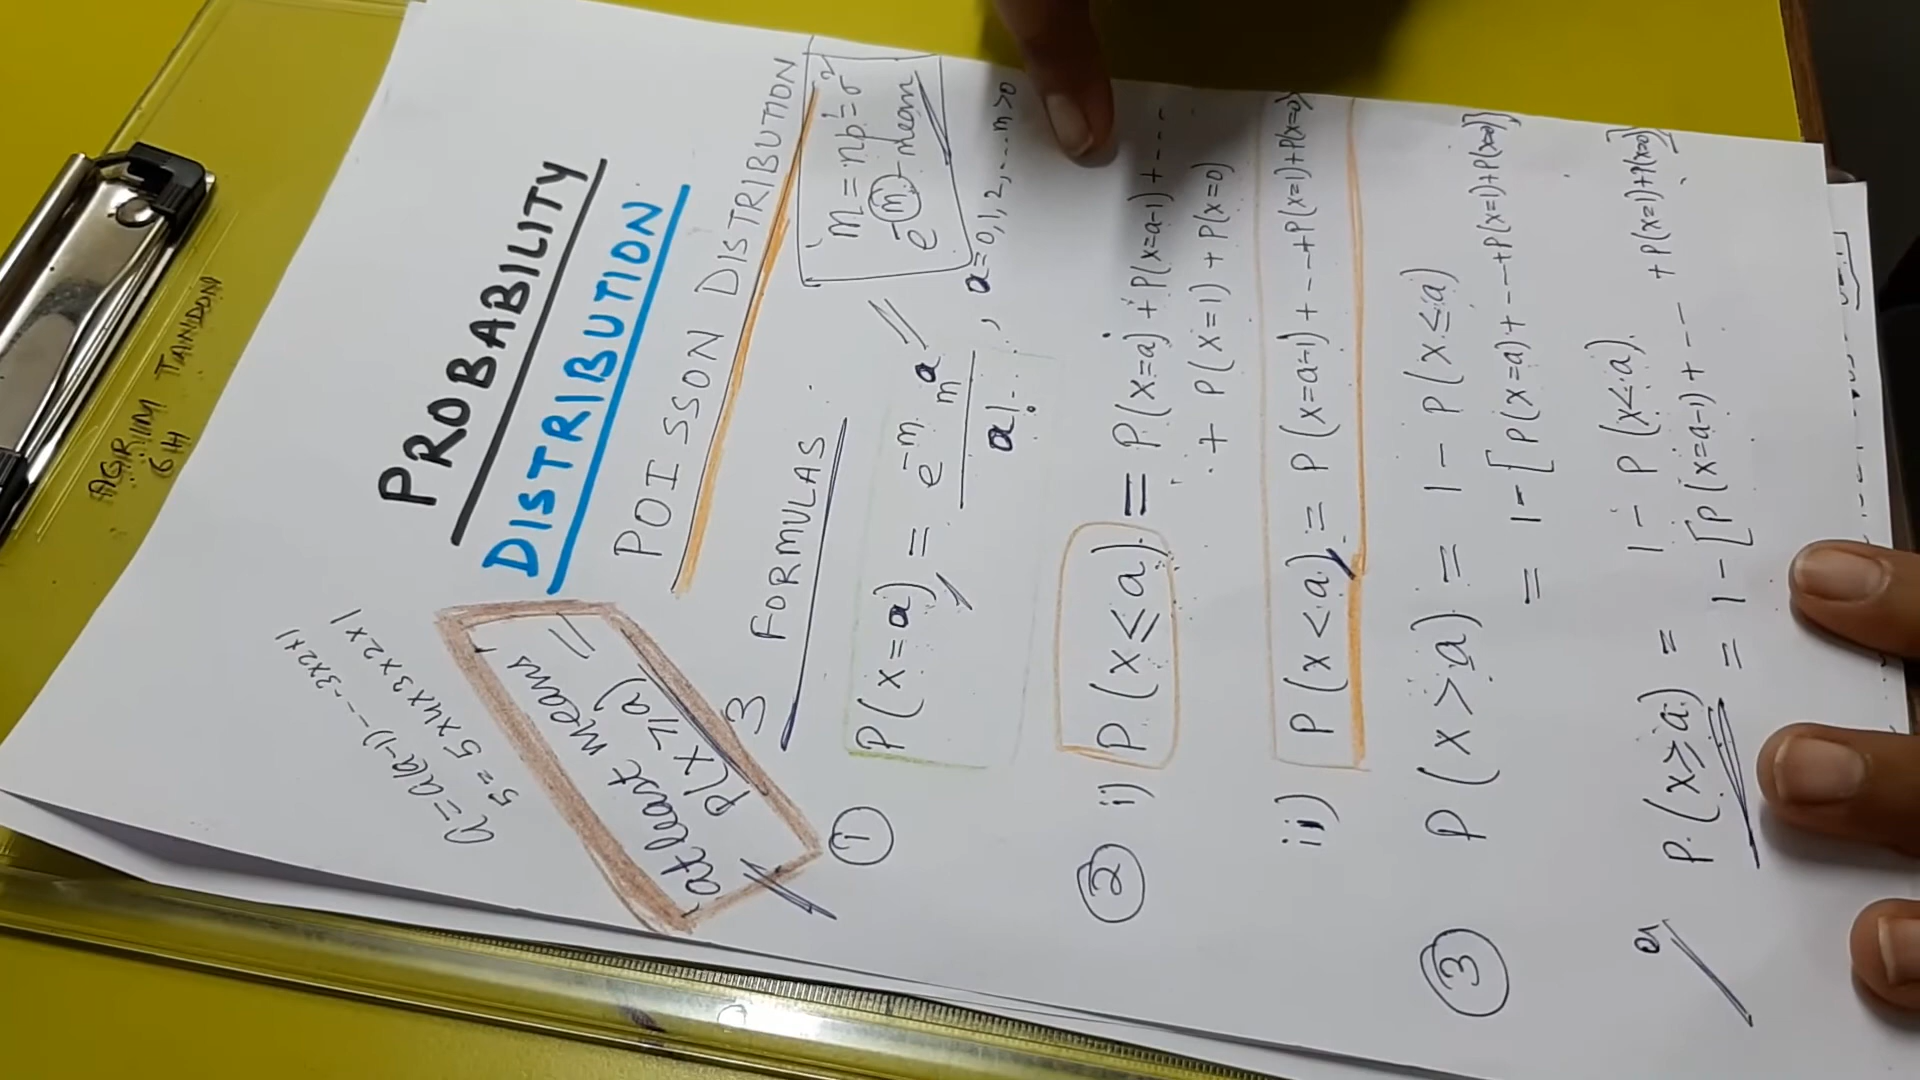 AGRIM TANDON
6H
PROBABILITY
DISTRIBUTION
POISSON DISTRIBUTION
a = a(a-1) --- 3x2x1
5 = 5x4x3x2x1
at least means
P(x ⩾ a) =
3 FORMULAS
m = np = σ²
e^-m - mean
① P(x=a) = e^-m m^a / a! , a=0,1,2,....m>0
② i) P(x≤a) = P(x=a)+P(x=a-1)+----
+ P(x=1) + P(x=0)
ii) P(x<a) = P(x=a-1)+---+P(x=1)+P(x=0)
③ P(x>a) = 1 - P(x≤a)
= 1-[P(x=a)+---+P(x=1)+P(x=0)]
P(x≥a) = 1 - P(x<a)
= 1-[P(x=a-1)+--- +P(x=1)+P(x=0)]